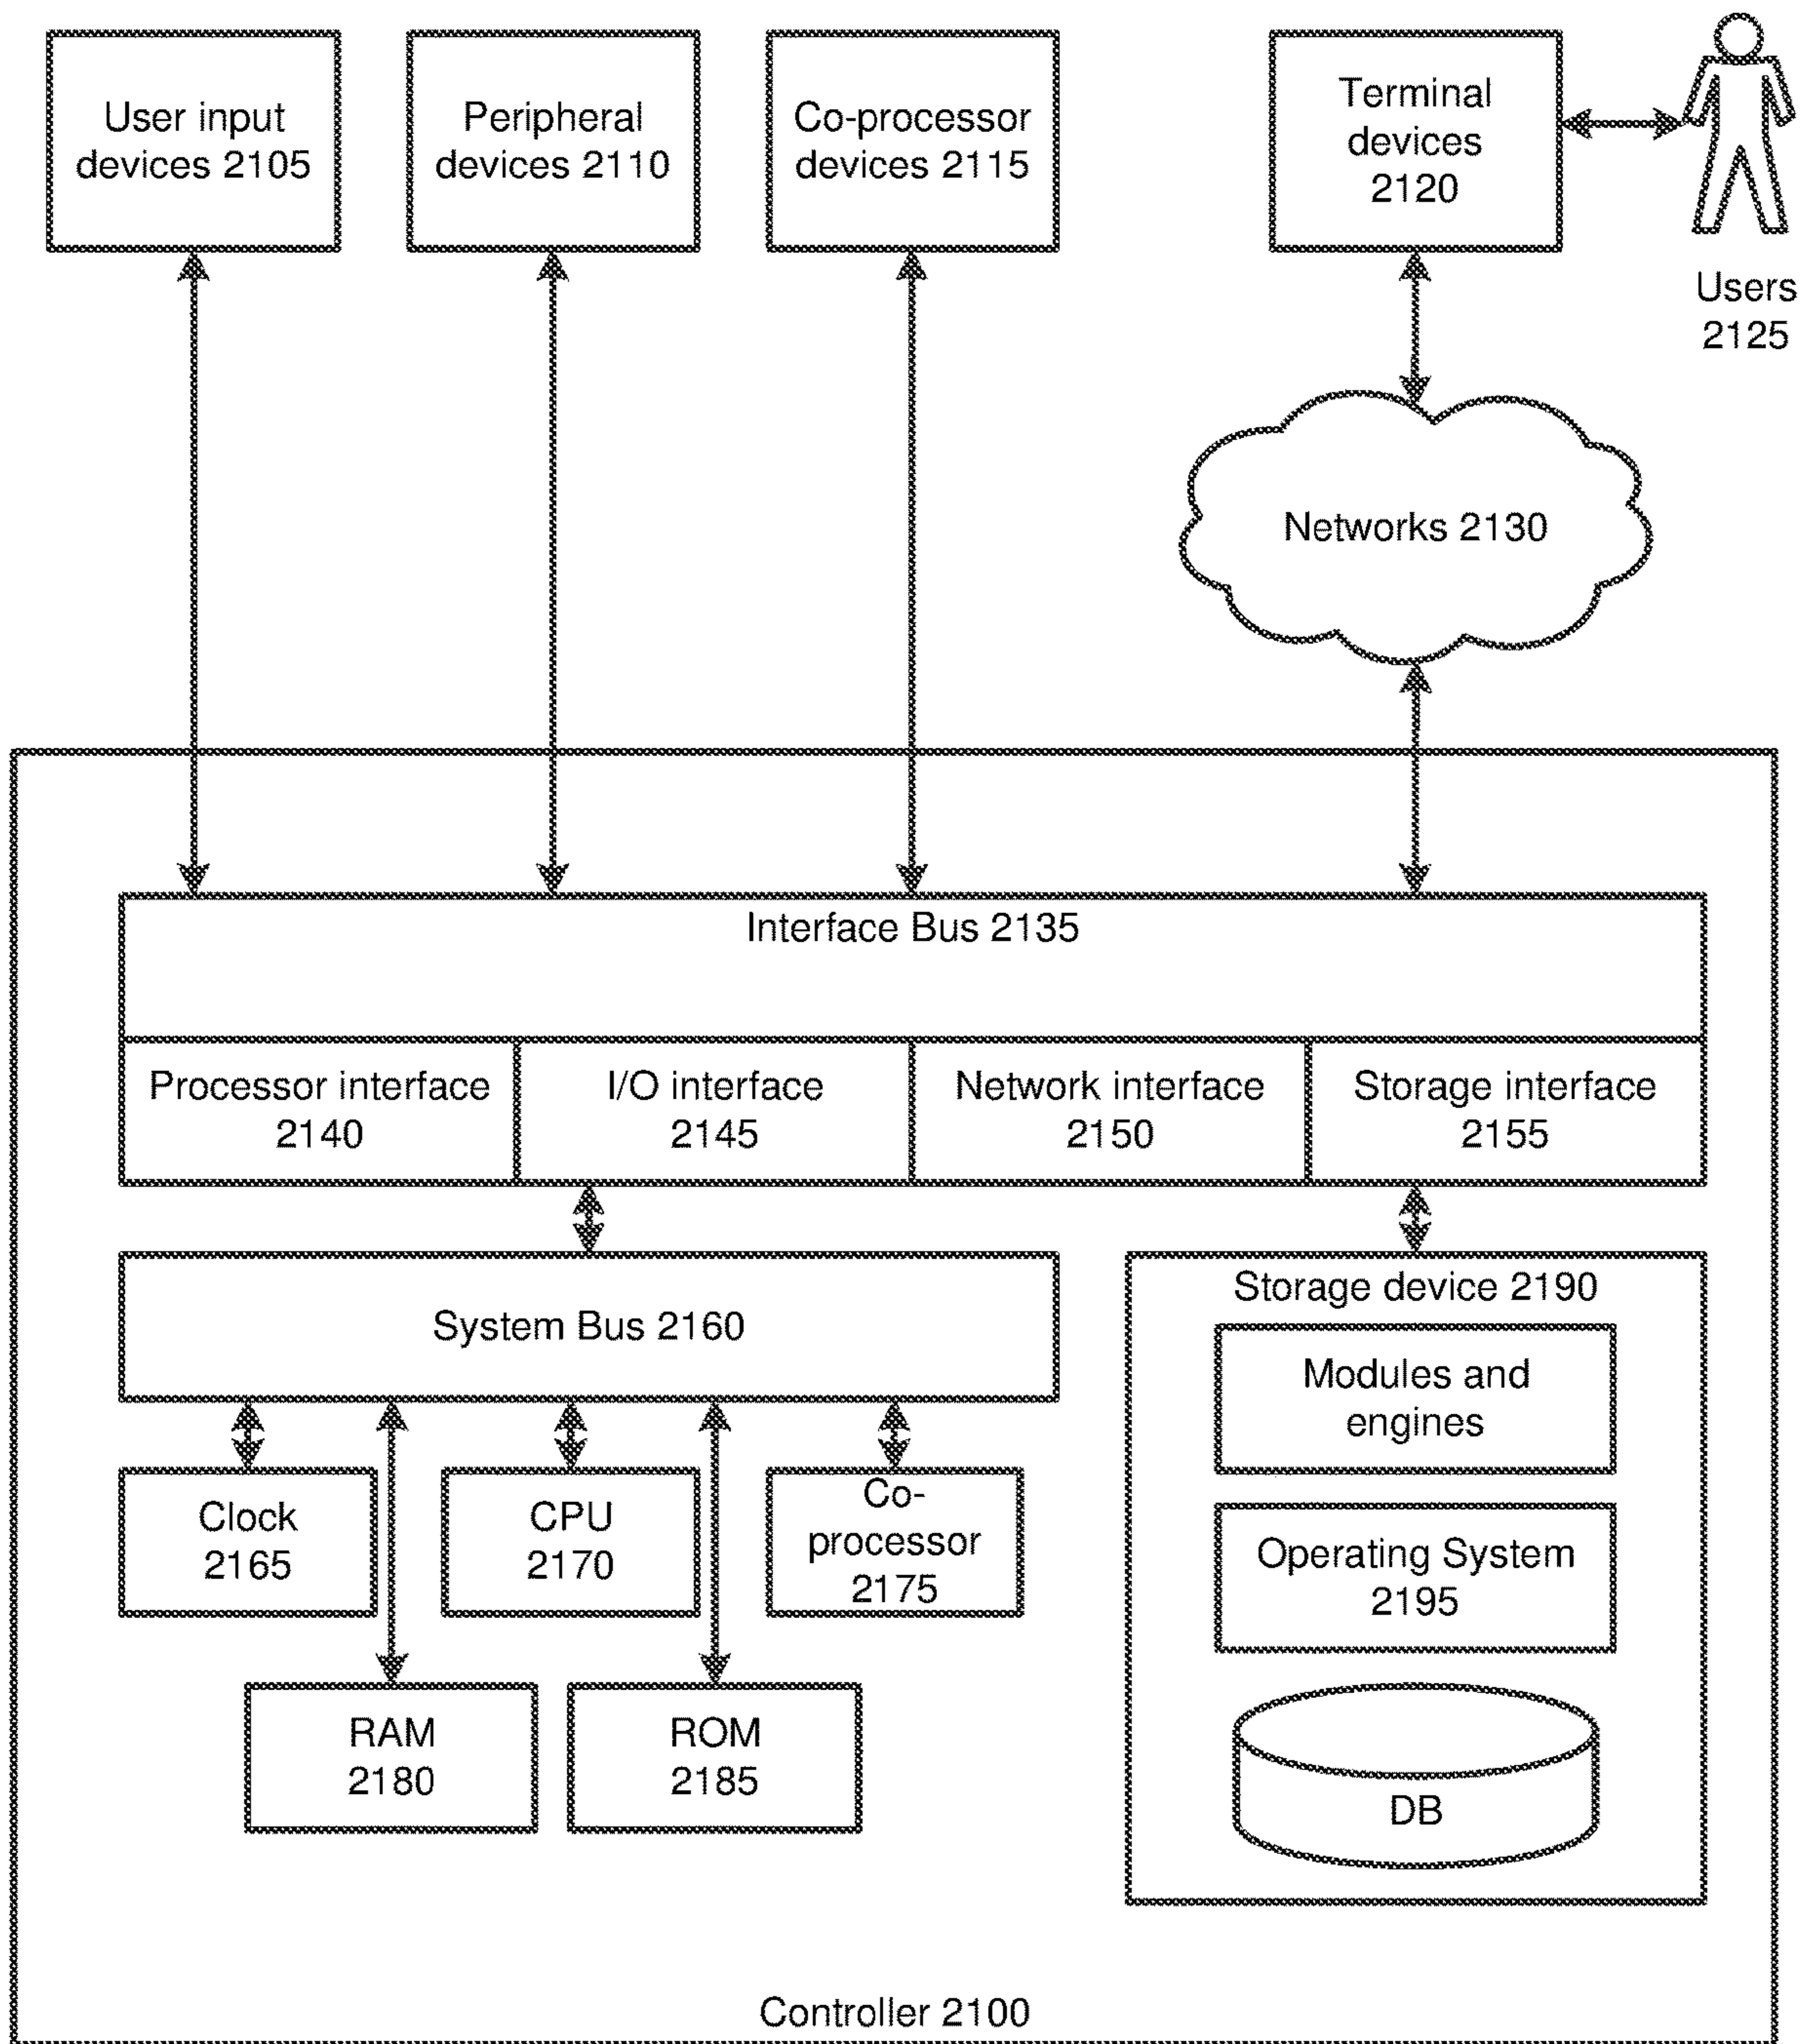 User input
devices 2105
Peripheral
devices 2110
Co-processor
devices 2115
Terminal
devices
2120
Users
2125
Networks 2130
Interface Bus 2135
Processor interface
2140
I/O interface
2145
Network interface
2150
Storage interface
2155
System Bus 2160
Storage device 2190
Modules and
engines
Clock
2165
CPU
2170
Co-
processor
2175
Operating System
2195
RAM
2180
ROM
2185
DB
Controller 2100